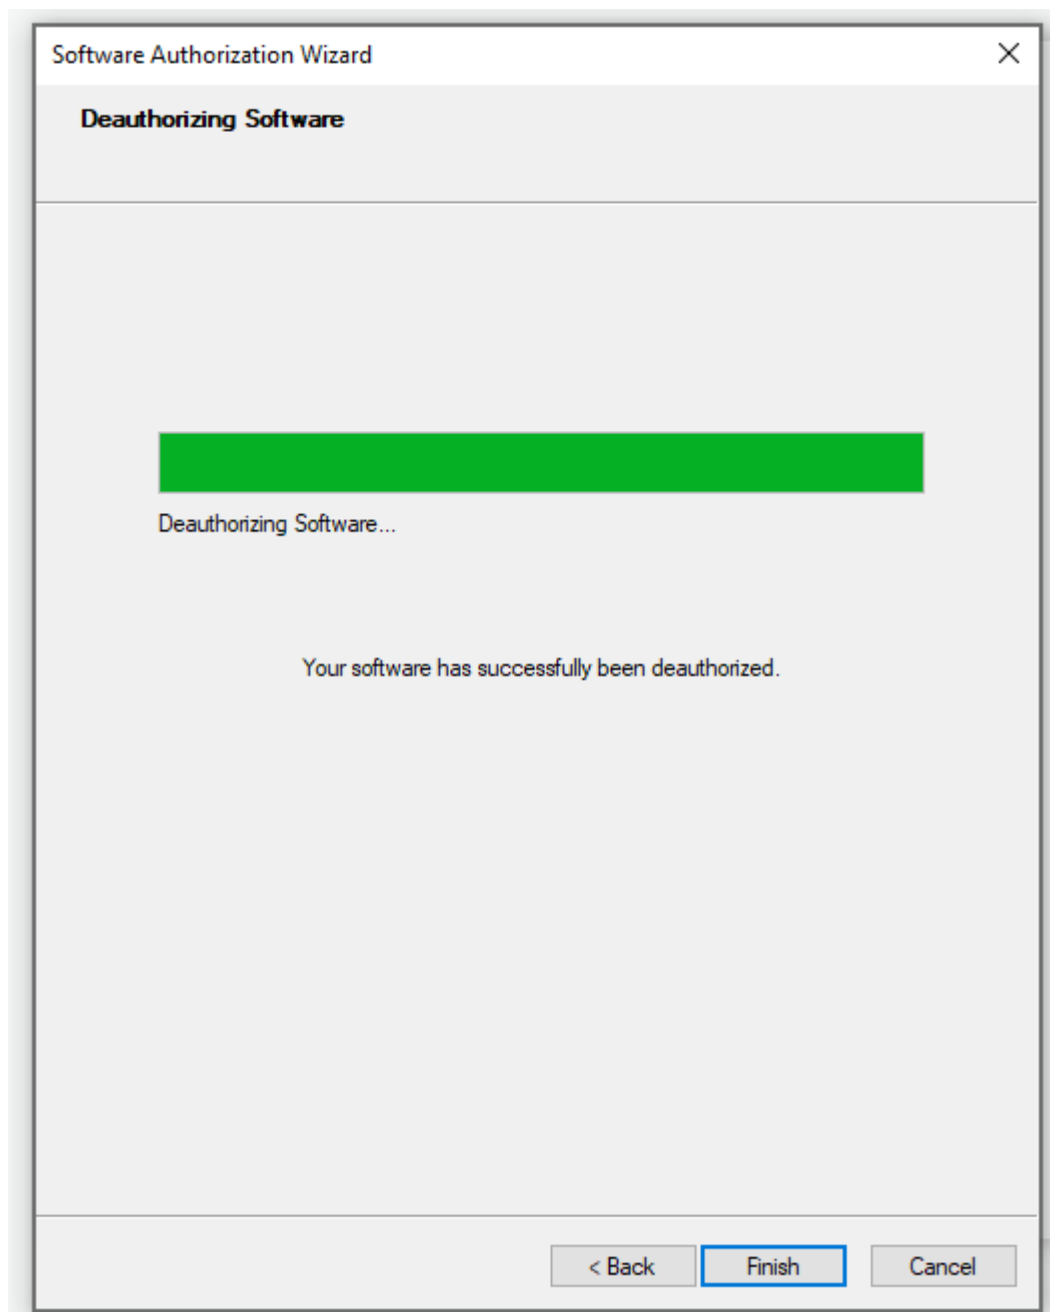 Software Authorization Wizard
Deauthorizing Software
Deauthorizing Software...
Your software has successfully been deauthorized.
< Back Finish Cancel